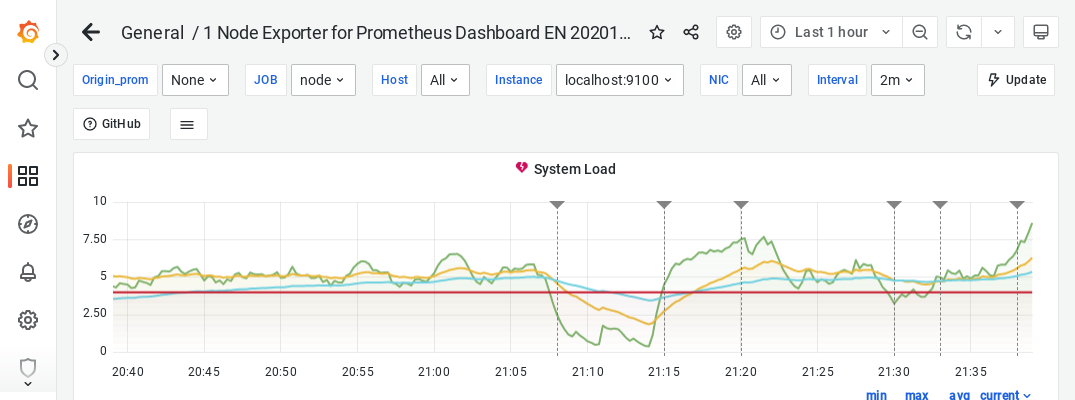 General / 1 Node Exporter for Prometheus Dashboard EN 20201...
Last 1 hour
Origin_prom None JOB node Host All Instance localhost:9100 NIC All Interval 2m Update
GitHub
System Load
10
7.50
5
2.50
0
20:40 20:45 20:50 20:55 21:00 21:05 21:10 21:15 21:20 21:25 21:30 21:35
min max avg current